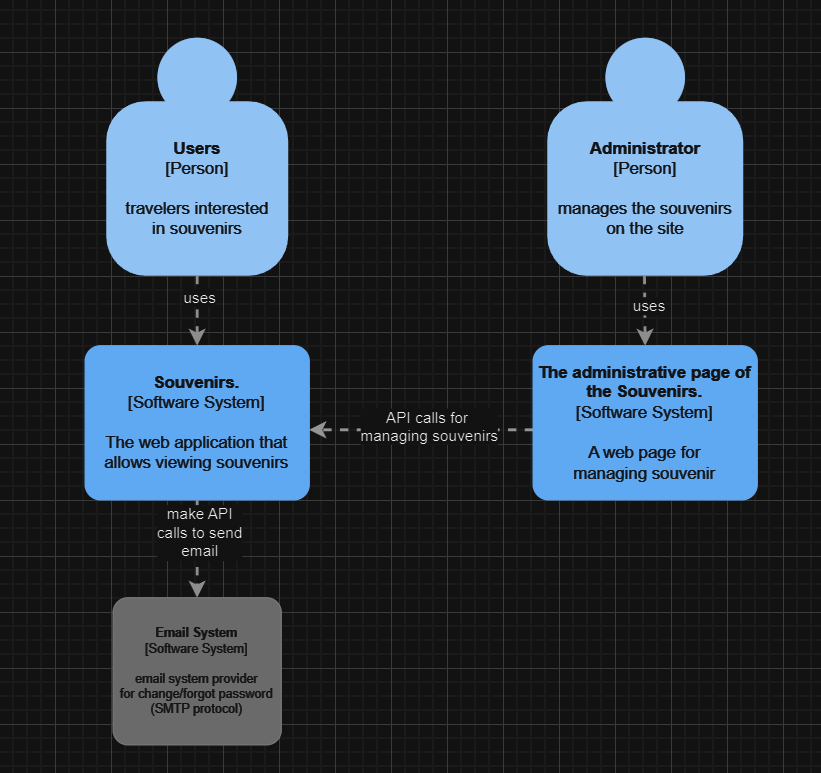 Users
[Person]
travelers interested
in souvenirs
Administrator
[Person]
manages the souvenirs
on the site
uses
uses
Souvenirs.
[Software System]
The web application that
allows viewing souvenirs
API calls for
managing souvenirs
The administrative page of
the Souvenirs.
[Software System]
A web page for
managing souvenir
make API
calls to send
email
Email System
[Software System]
email system provider
for change/forgot password
(SMTP protocol)